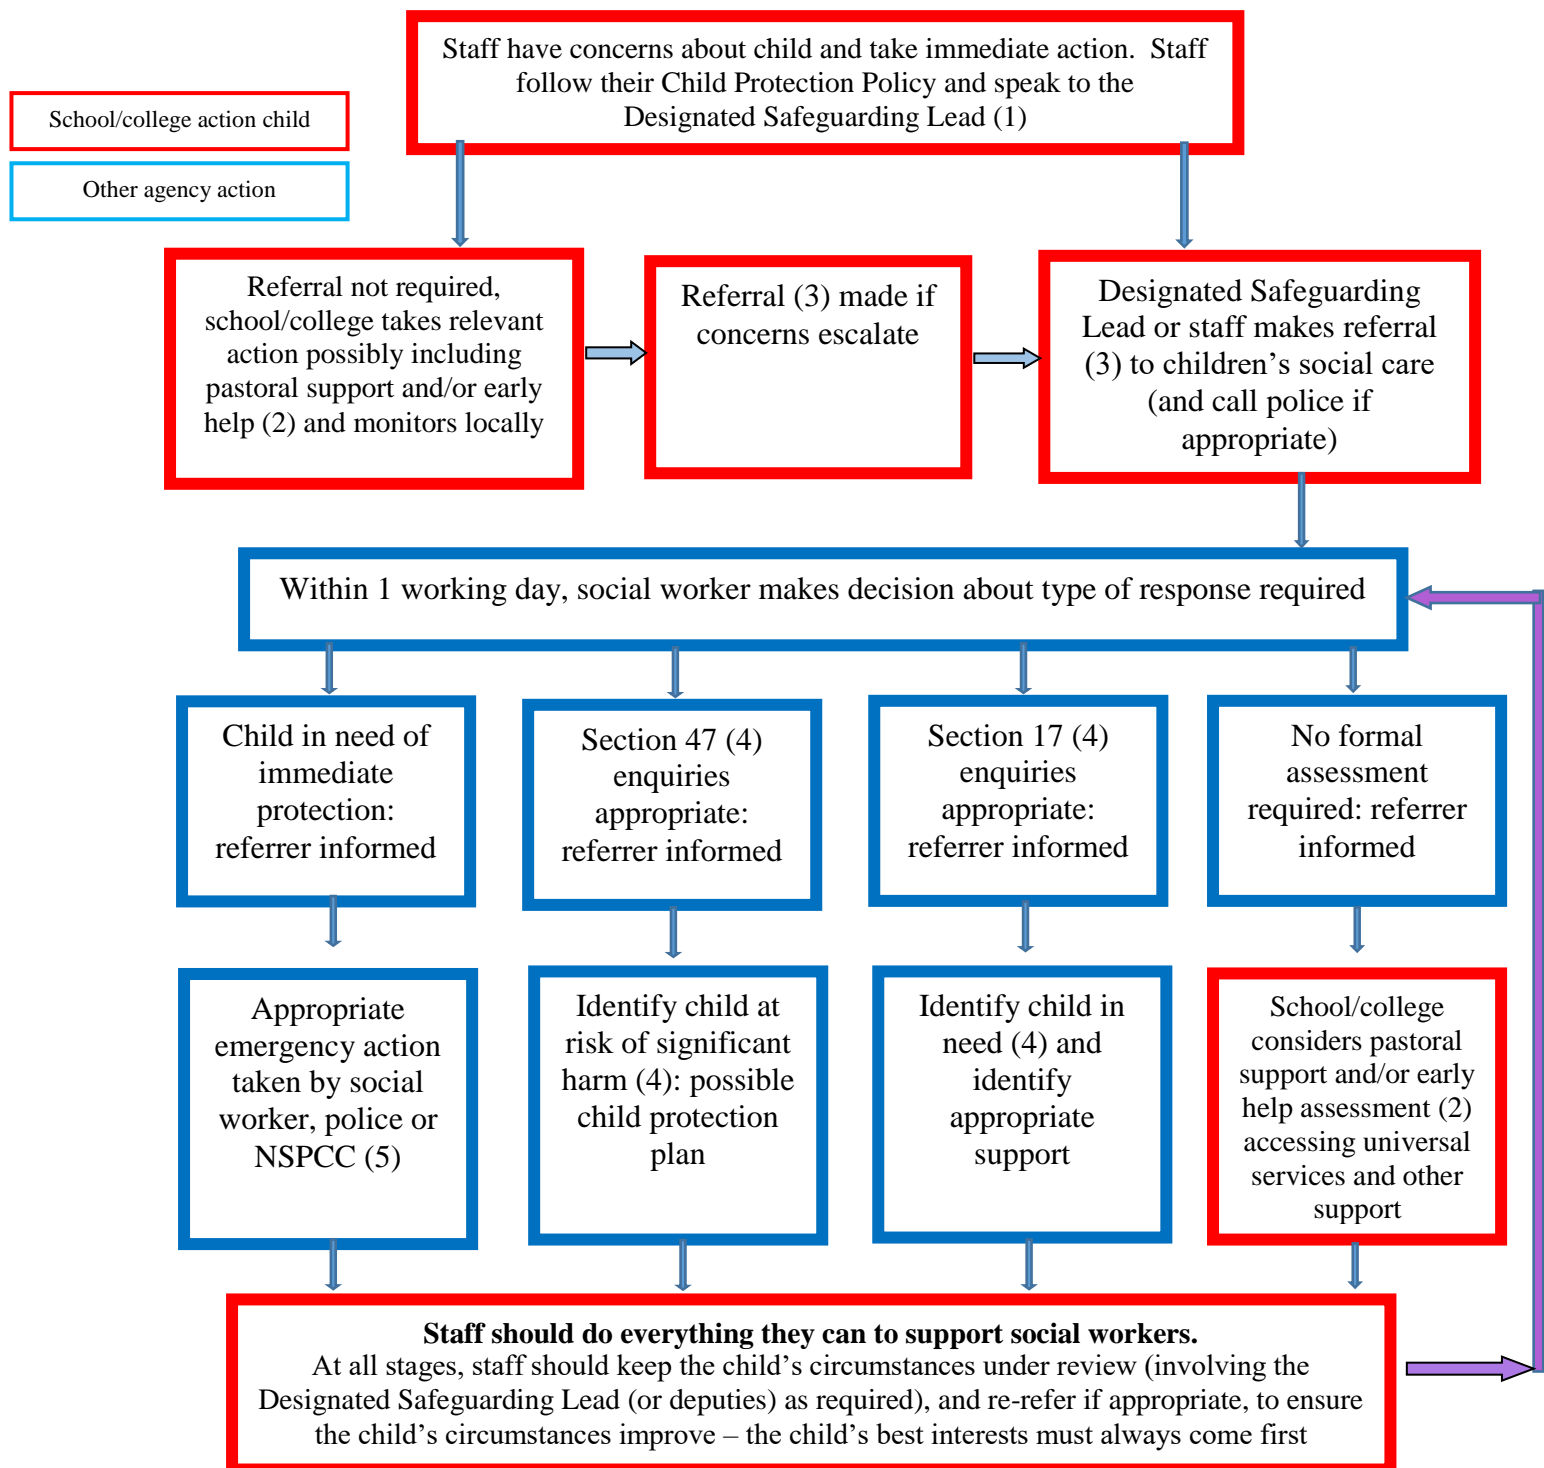 Staff have concerns about child and take immediate action.  Staff
follow their Child Protection Policy and speak to the
Designated Safeguarding Lead (1)
School/college action child
Other agency action
Referral not required,
school/college takes relevant
action possibly including
pastoral support and/or early
help (2) and monitors locally
Referral (3) made if
concerns escalate
Designated Safeguarding
Lead or staff makes referral
(3) to children’s social care
(and call police if
appropriate)
Within 1 working day, social worker makes decision about type of response required
Child in need of
immediate
protection:
referrer informed
Section 47 (4)
enquiries
appropriate:
referrer informed
Section 17 (4)
enquiries
appropriate:
referrer informed
No formal
assessment
required: referrer
informed
Appropriate
emergency action
taken by social
worker, police or
NSPCC (5)
Identify child at
risk of significant
harm (4): possible
child protection
plan
Identify child in
need (4) and
identify
appropriate
support
School/college
considers pastoral
support and/or early
help assessment (2)
accessing universal
services and other
support
Staff should do everything they can to support social workers.
At all stages, staff should keep the child’s circumstances under review (involving the
Designated Safeguarding Lead (or deputies) as required), and re-refer if appropriate, to ensure
the child’s circumstances improve – the child’s best interests must always come first